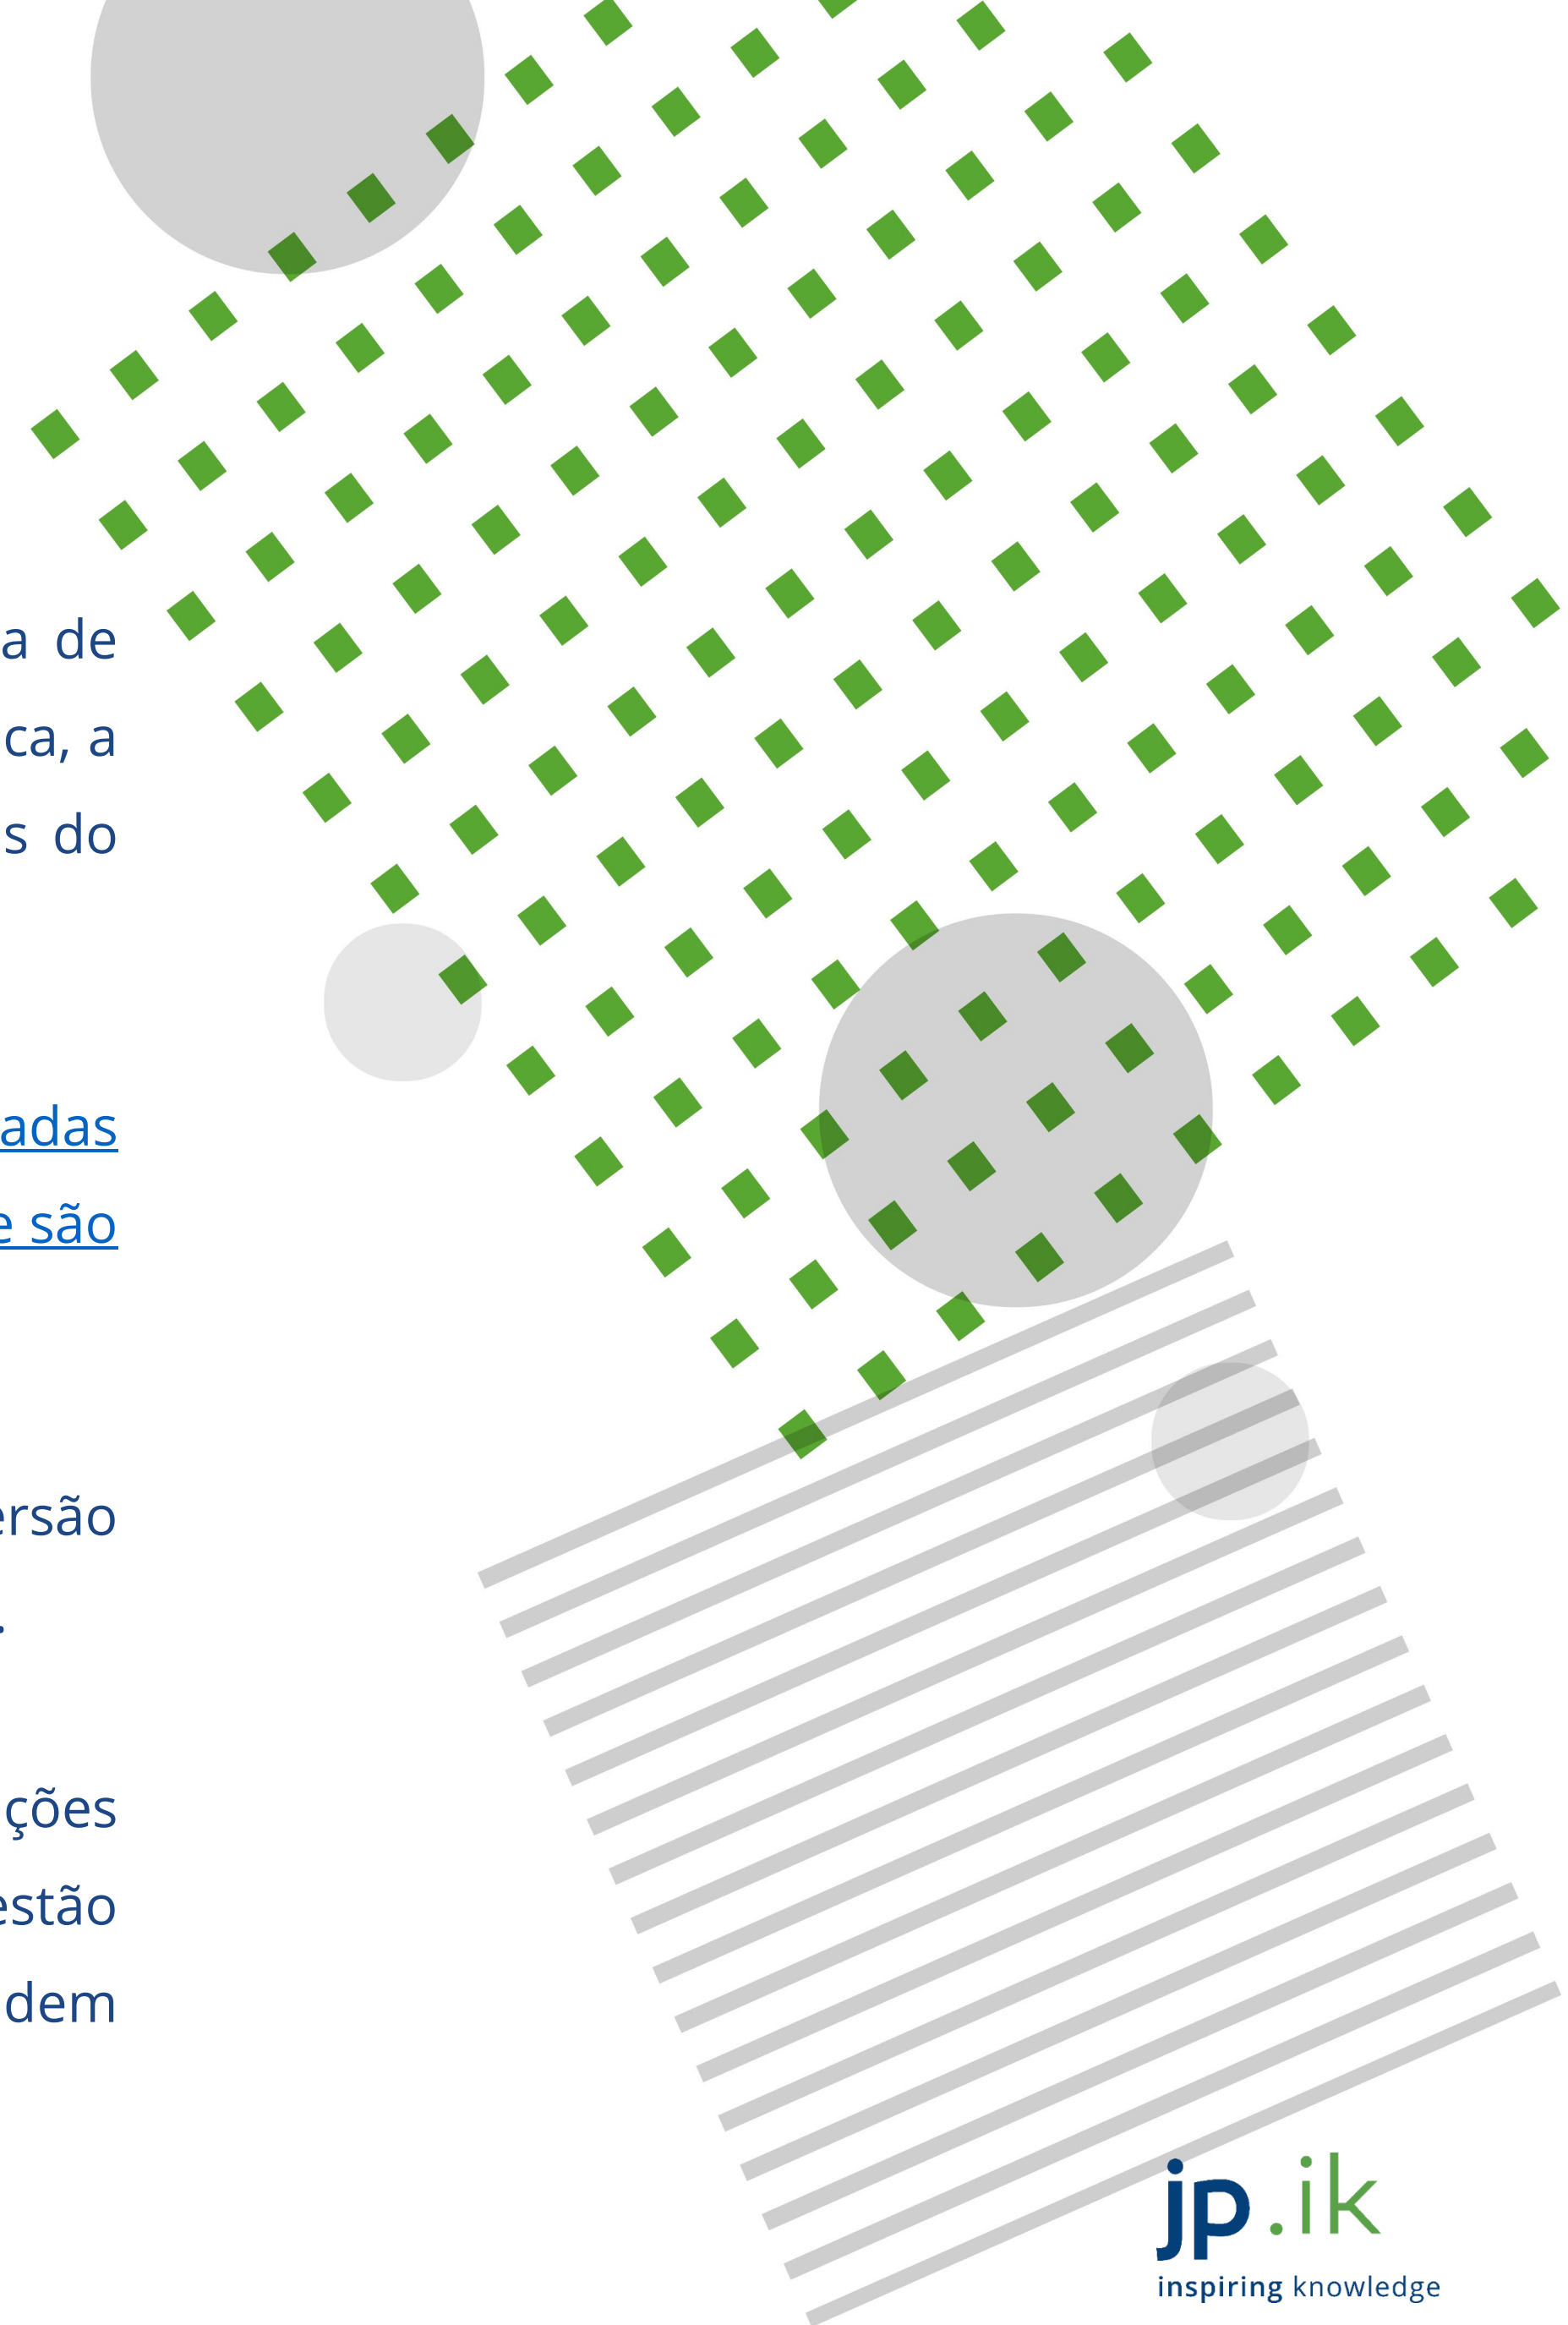 a de
ca, a
s do
adas
e são
ersão
.
ções
estão
dem
jp.ik
inspiring knowledge